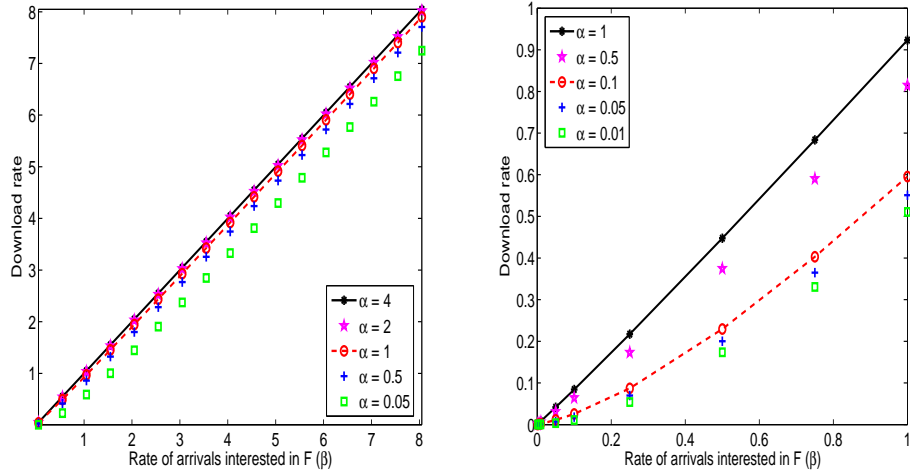 8
7
6
5
4
3
2
1
Download rate
α = 4
α = 2
α = 1
α = 0.5
α = 0.05
1 2 3 4 5 6 7 8
Rate of arrivals interested in F (β)
1
0.9
0.8
0.7
0.6
0.5
0.4
0.3
0.2
0.1
0
Download rate
α = 1
α = 0.5
α = 0.1
α = 0.05
α = 0.01
0 0.2 0.4 0.6 0.8 1
Rate of arrivals interested in F (β)